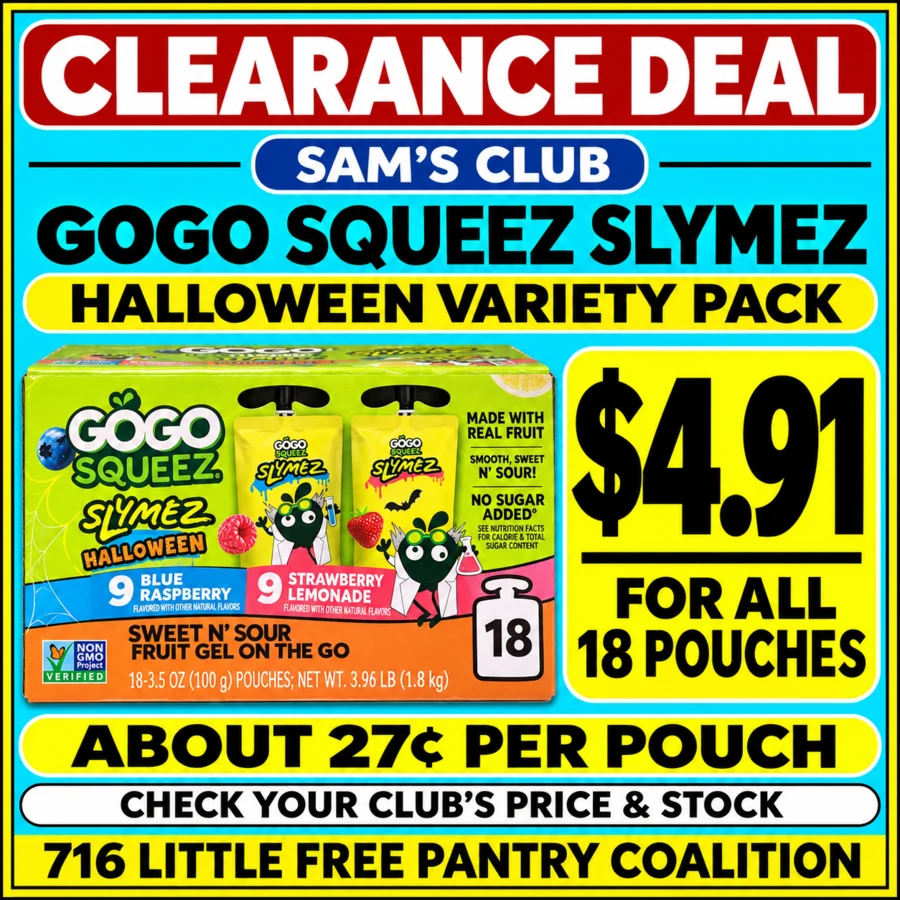 CLEARANCE DEAL
SAM'S CLUB
GOGO SQUEEZ SLYMEZ
HALLOWEEN VARIETY PACK
GOGO
SQUEEZ.
SLYMEZ
HALLOWEEN
9 BLUE
RASPBERRY
FLAVORED WITH OTHER NATURAL FLAVORS
9 STRAWBERRY
LEMONADE
FLAVORED WITH OTHER NATURAL FLAVORS
GOGO
SQUEEZ
SLYMEZ
GOGO
SQUEEZ
SLYMEZ
MADE WITH
REAL FRUIT
SMOOTH, SWEET
N' SOUR!
NO SUGAR
ADDED°
SEE NUTRITION FACTS
FOR CALORIE & TOTAL
SUGAR CONTENT
18
NON
GMO
Project
VERIFIED
SWEET N' SOUR
FRUIT GEL ON THE GO
18-3.5 OZ (100 g) POUCHES; NET WT. 3.96 LB (1.8 kg)
$4.91
FOR ALL
18 POUCHES
ABOUT 27¢ PER POUCH
CHECK YOUR CLUB'S PRICE & STOCK
716 LITTLE FREE PANTRY COALITION